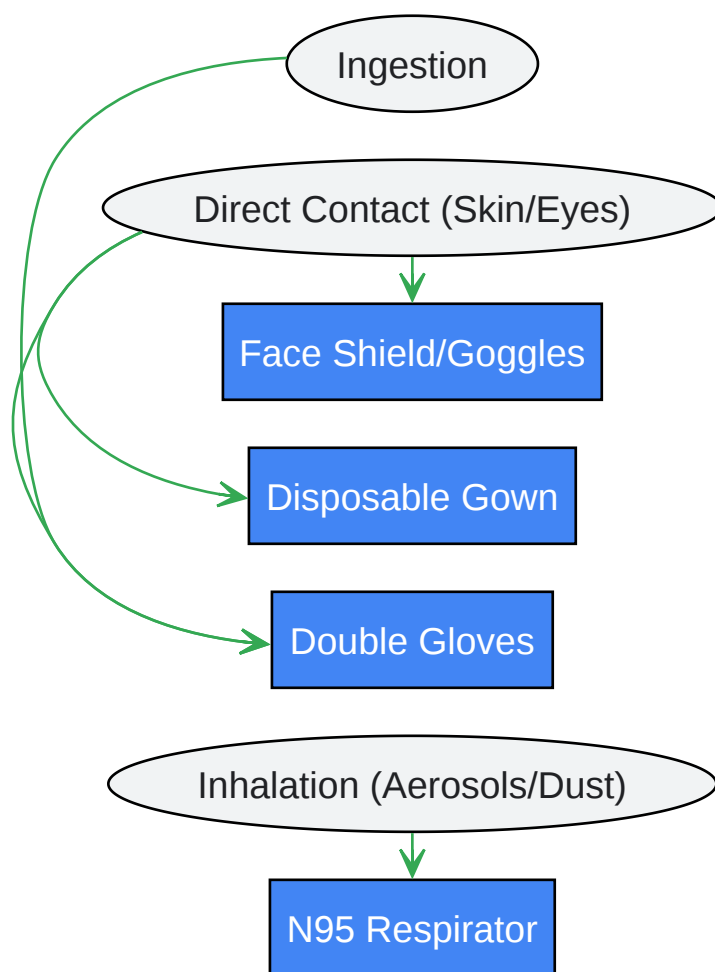 Ingestion
Direct Contact (Skin/Eyes)
Face Shield/Goggles
Disposable Gown
Double Gloves
Inhalation (Aerosols/Dust)
N95 Respirator